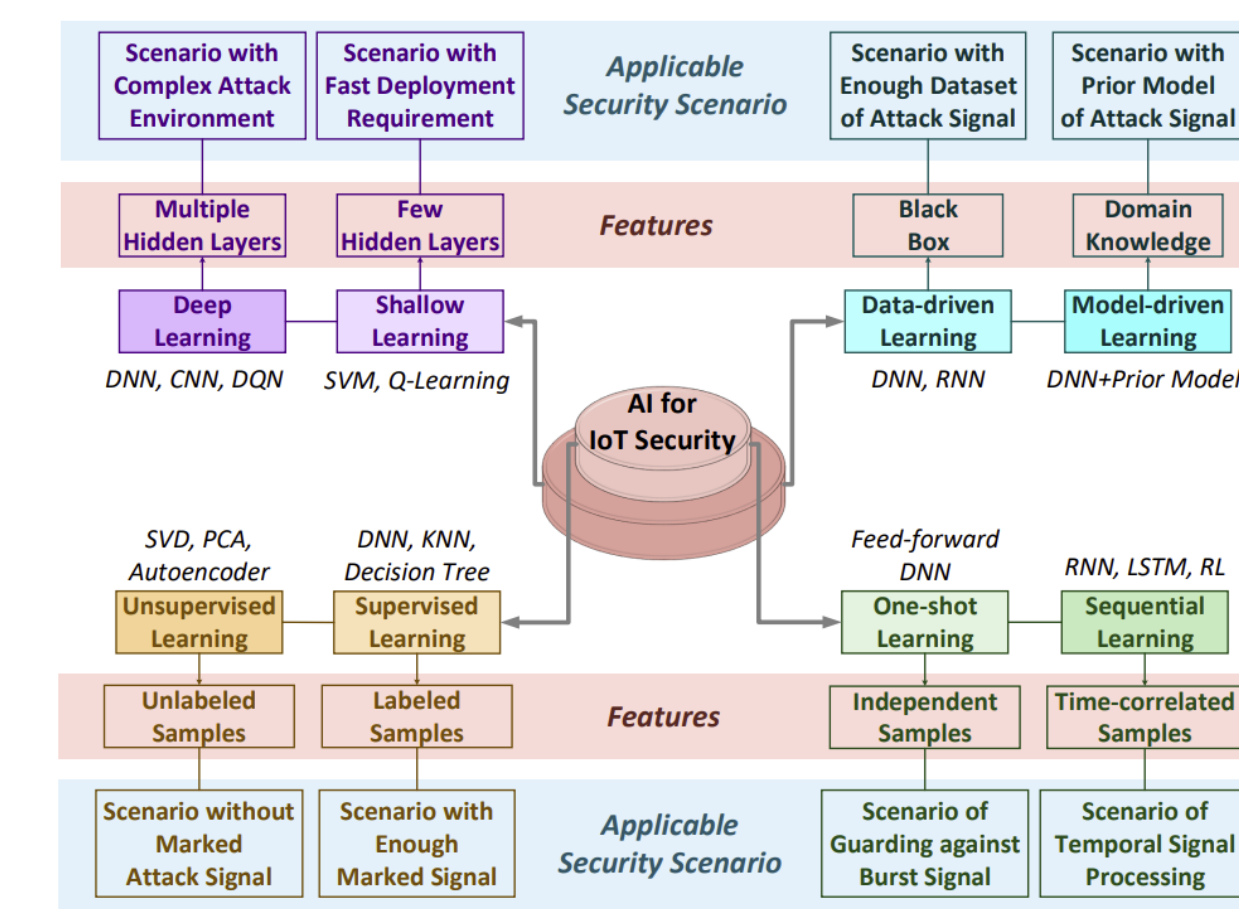 Scenario with
Complex Attack
Environment
Scenario with
Fast Deployment
Requirement
Applicable
Security Scenario
Scenario with
Enough Dataset
of Attack Signal
Scenario with
Prior Model
of Attack Signal
Multiple
Hidden Layers
Few
Hidden Layers
Features
Black
Box
Domain
Knowledge
Deep
Learning
Shallow
Learning
Data-driven
Learning
Model-driven
Learning
DNN, CNN, DQN
SVM, Q-Learning
DNN, RNN
DNN+Prior Model
AI for
IoT Security
SVD, PCA,
Autoencoder
DNN, KNN,
Decision Tree
Feed-forward
DNN
RNN, LSTM, RL
Unsupervised
Learning
Supervised
Learning
One-shot
Learning
Sequential
Learning
Unlabeled
Samples
Labeled
Samples
Features
Independent
Samples
Time-correlated
Samples
Scenario without
Marked
Attack Signal
Scenario with
Enough
Marked Signal
Applicable
Security Scenario
Scenario of
Guarding against
Burst Signal
Scenario of
Temporal Signal
Processing